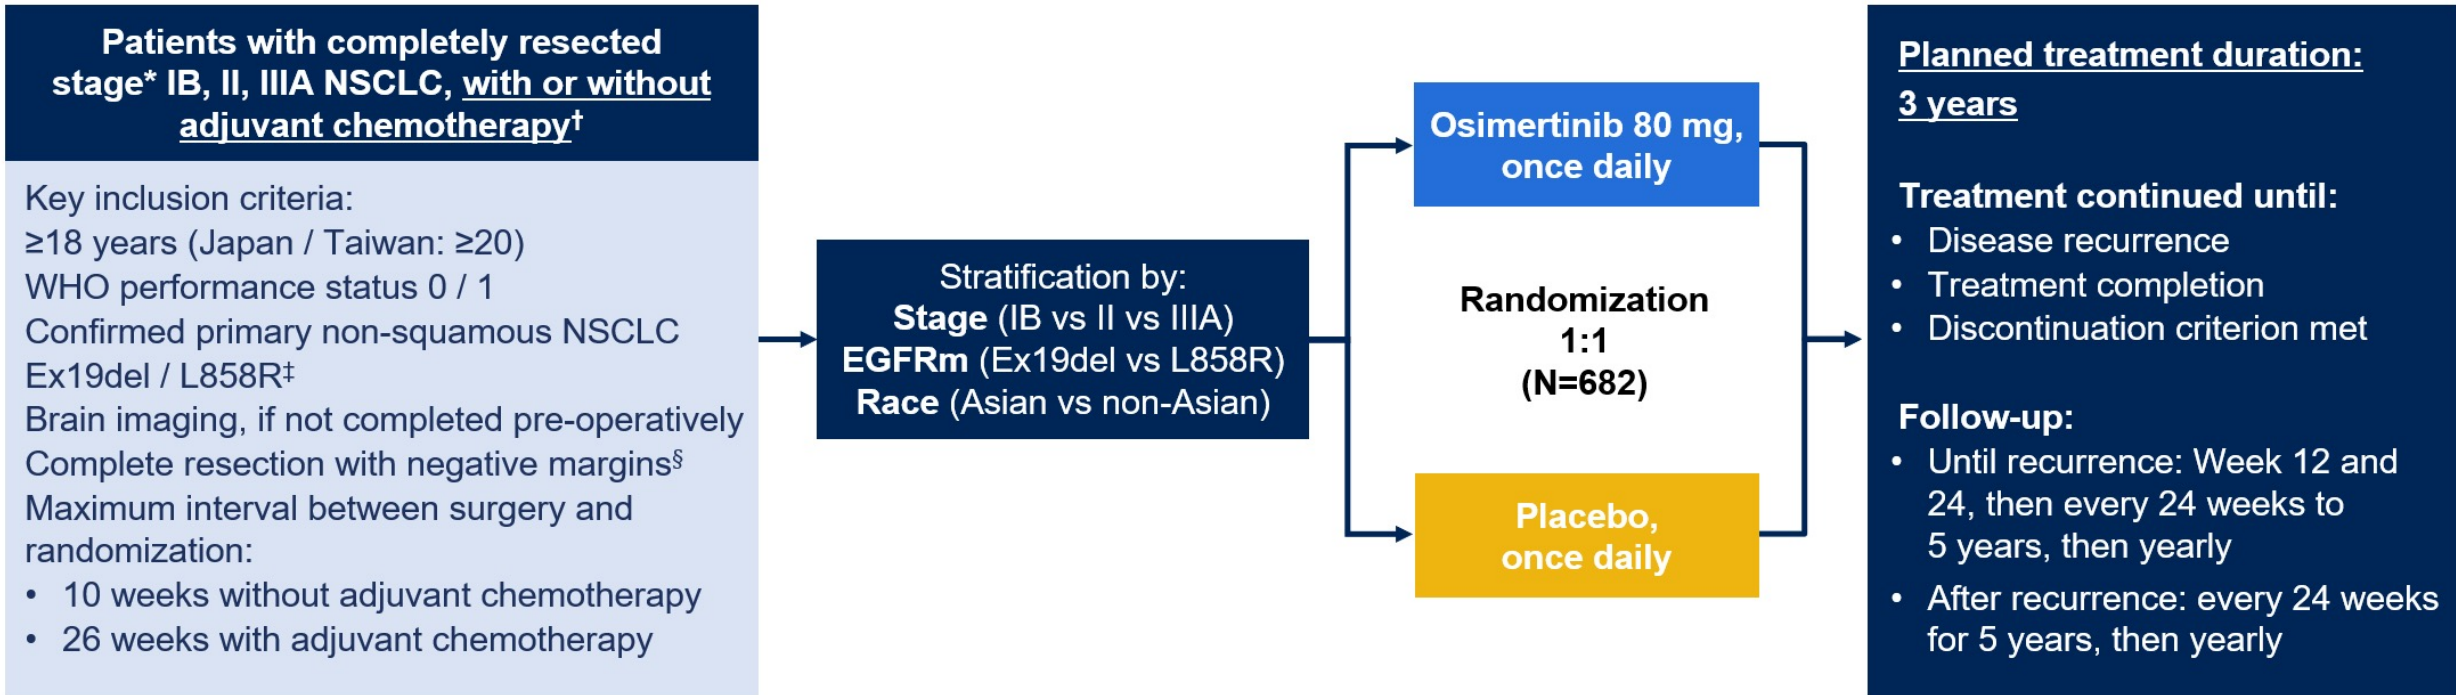 Patients with completely resected
stage* IB, II, IIIA NSCLC, with or without
adjuvant chemotherapy†
Key inclusion criteria:
≥18 years (Japan / Taiwan: ≥20)
WHO performance status 0 / 1
Confirmed primary non-squamous NSCLC
Ex19del / L858R‡
Brain imaging, if not completed pre-operatively
Complete resection with negative margins§
Maximum interval between surgery and
randomization:
• 10 weeks without adjuvant chemotherapy
• 26 weeks with adjuvant chemotherapy
Stratification by:
Stage (IB vs II vs IIIA)
EGFRm (Ex19del vs L858R)
Race (Asian vs non-Asian)
Osimertinib 80 mg,
once daily
Randomization
1:1
(N=682)
Placebo,
once daily
Planned treatment duration:
3 years
Treatment continued until:
• Disease recurrence
• Treatment completion
• Discontinuation criterion met
Follow-up:
• Until recurrence: Week 12 and
24, then every 24 weeks to
5 years, then yearly
• After recurrence: every 24 weeks
for 5 years, then yearly